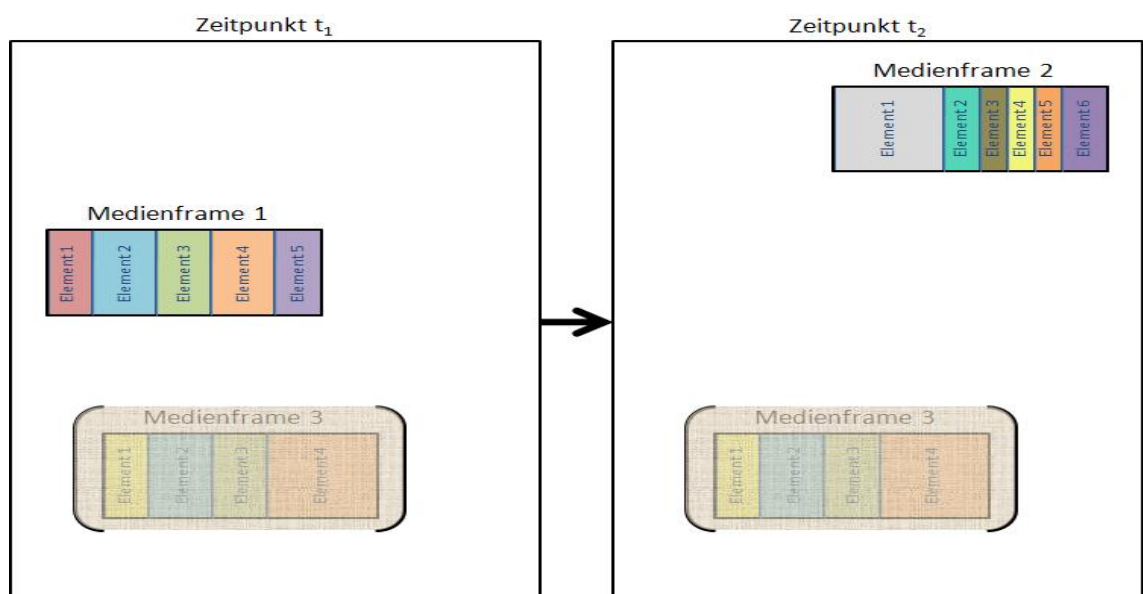 Zeitpunkt t₁
Medienframe 1
Element1
Element2
Element3
Element4
Element5
Medienframe 3
Element1
Element2
Element3
Element4
Zeitpunkt t₂
Medienframe 2
Element1
Element2
Element3
Element4
Element5
Element6
Medienframe 3
Element1
Element2
Element3
Element4